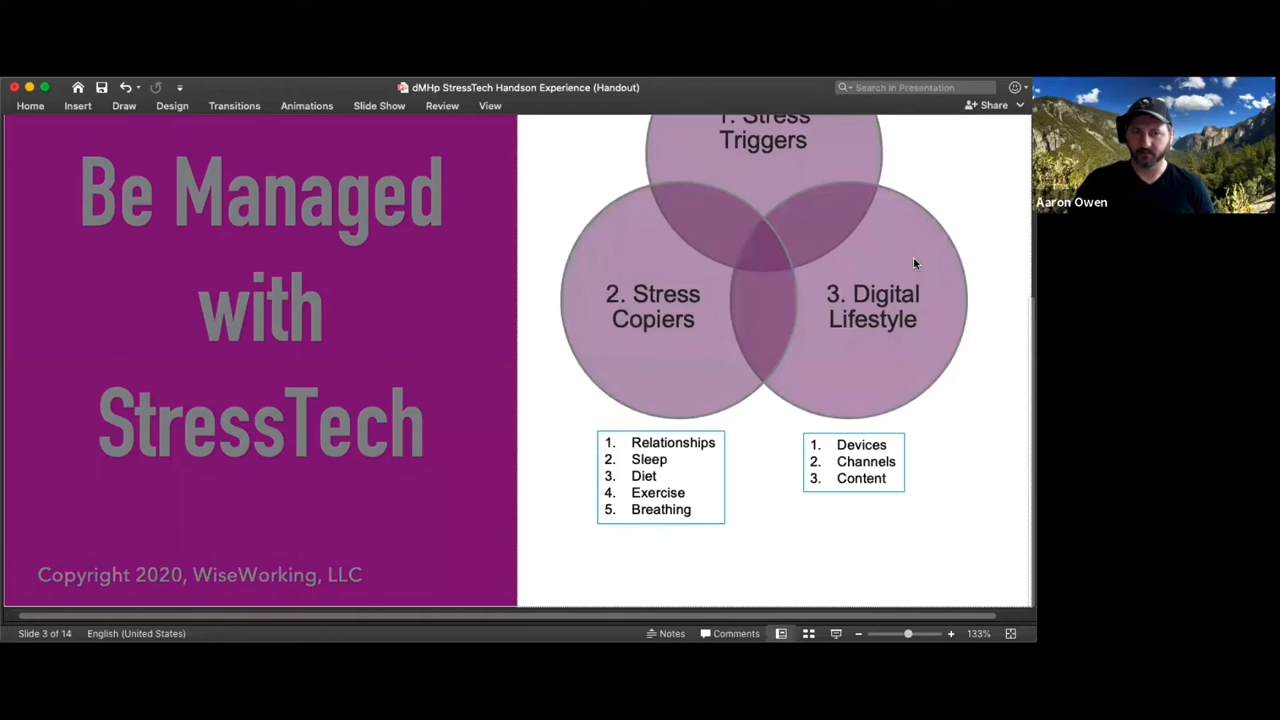 dMHp StressTech Handson Experience (Handout)
Search in Presentation
Home Insert Draw Design Transitions Animations Slide Show Review View
Share
Be Managed
with
StressTech
Copyright 2020, WiseWorking, LLC
1. Stress
Triggers
2. Stress
Copiers
3. Digital
Lifestyle
1. Relationships
2. Sleep
3. Diet
4. Exercise
5. Breathing
1. Devices
2. Channels
3. Content
Aaron Owen
Slide 3 of 14 English (United States)
Notes Comments 133%